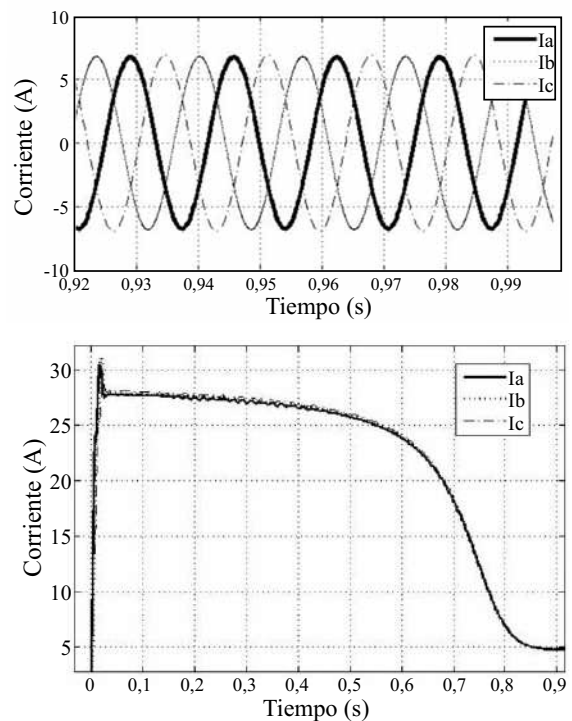 10
5
0
-5
-10
Corriente (A)
Ia
Ib
Ic
0,92 0,93 0,94 0,95 0,96 0,97 0,98 0,99
Tiempo (s)
30
25
20
15
10
5
Corriente (A)
Ia
Ib
Ic
0 0,1 0,2 0,3 0,4 0,5 0,6 0,7 0,8 0,9
Tiempo (s)